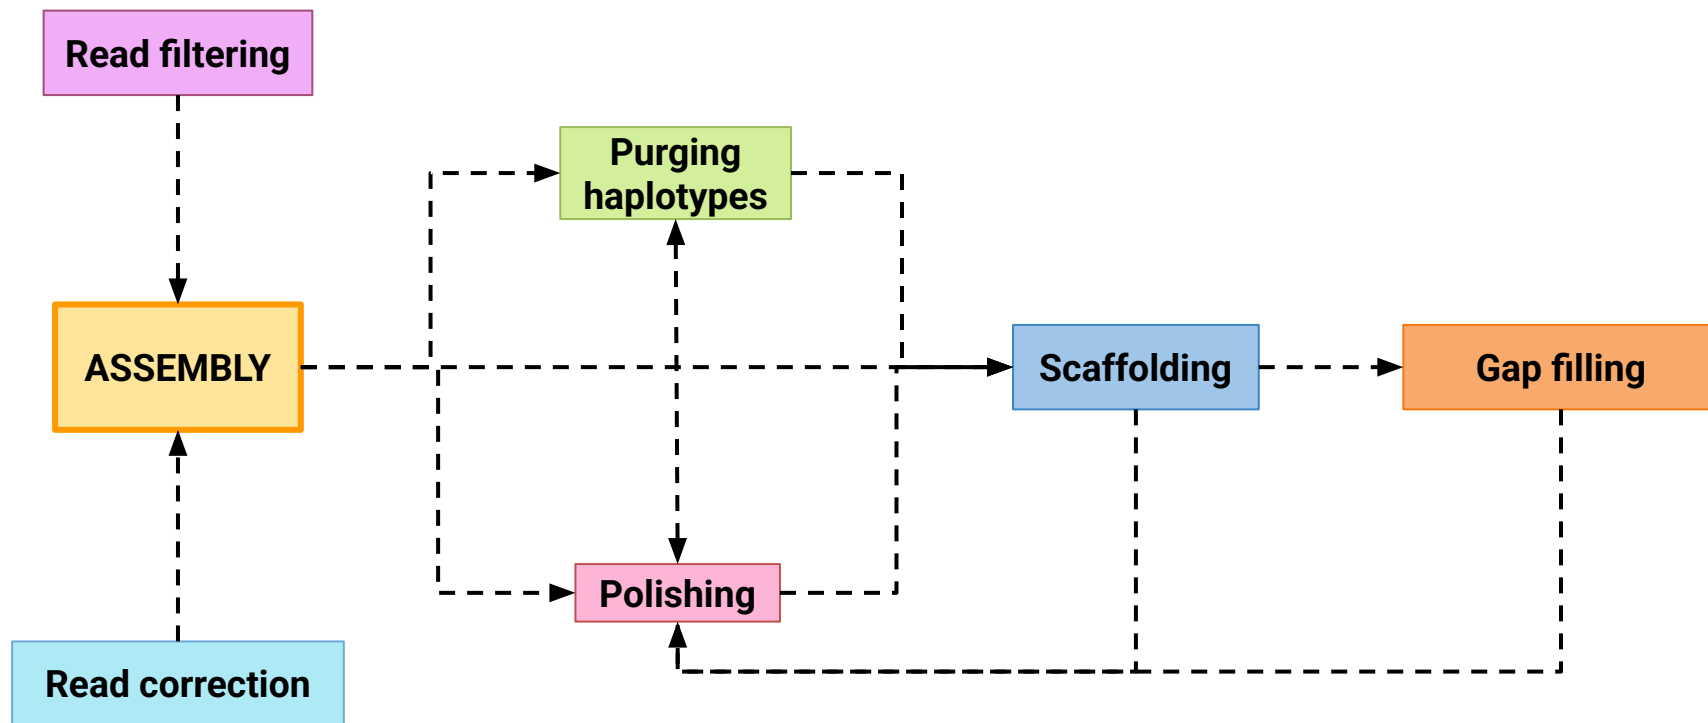 Read filtering
Purging
haplotypes
ASSEMBLY
Scaffolding
Gap filling
Polishing
Read correction